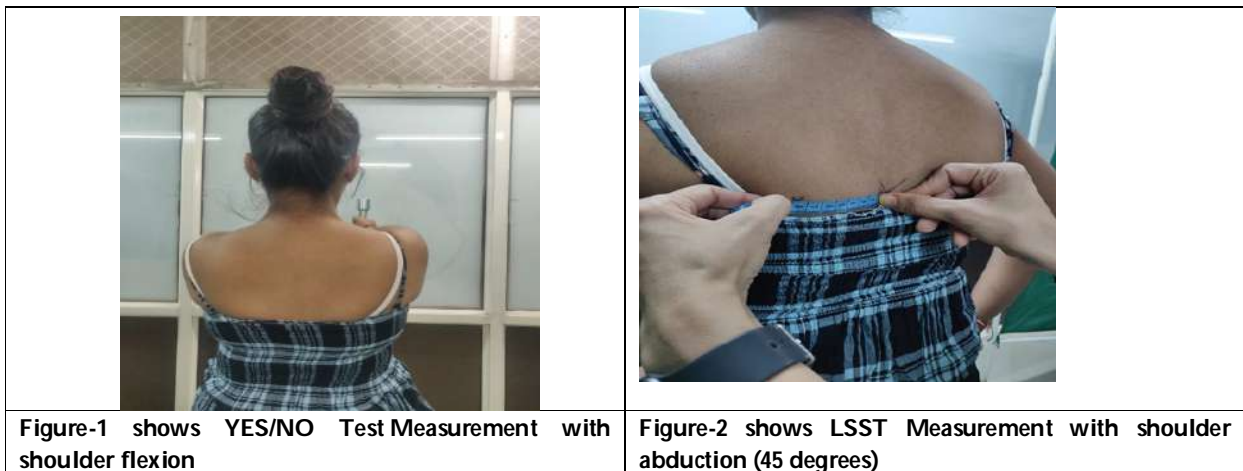 Figure-1 shows YES/NO Test Measurement with
shoulder flexion
Figure-2 shows LSST Measurement with shoulder
abduction (45 degrees)